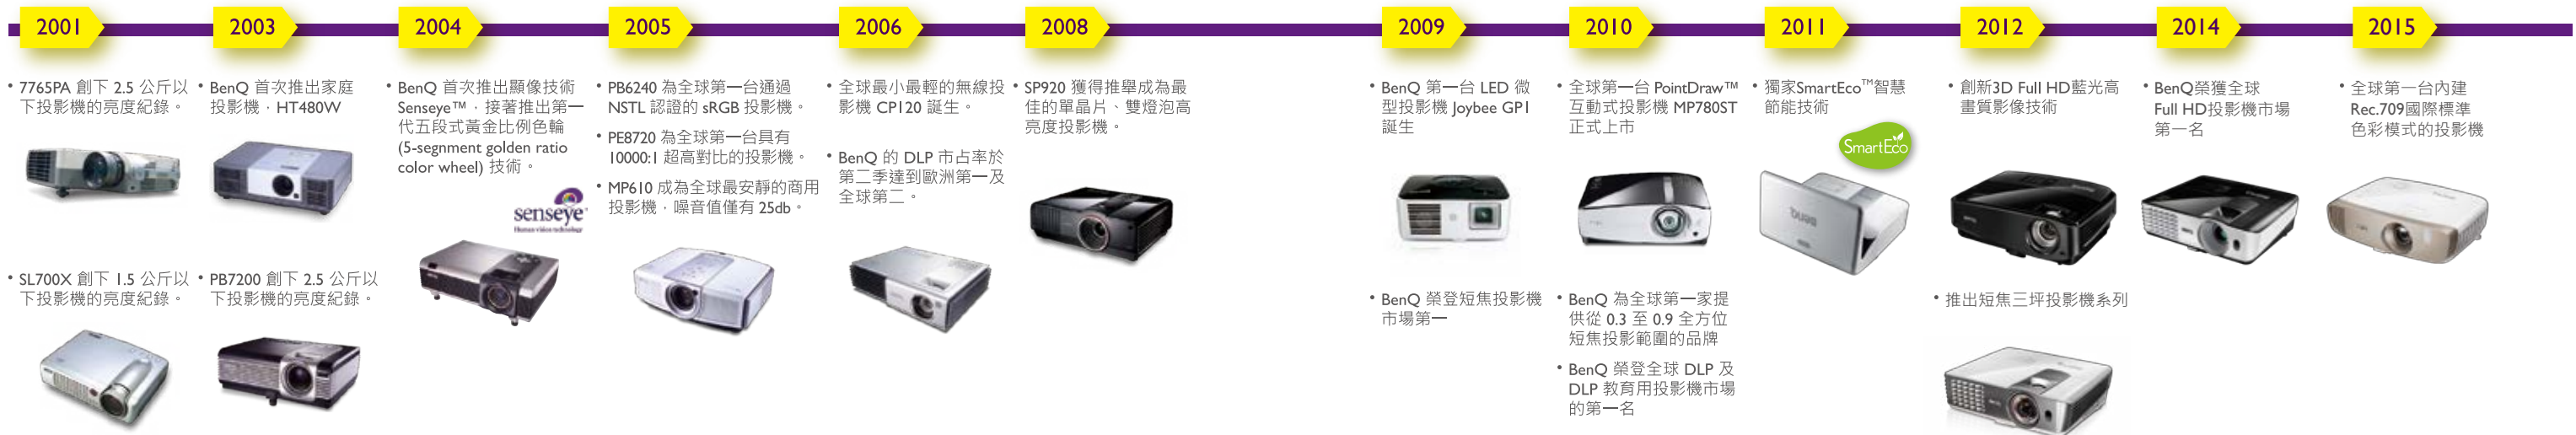 2001
7765PA 創下 2.5 公斤以
下投影機的亮度紀錄。
SL700X 創下 1.5 公斤以
下投影機的亮度紀錄。
2003
BenQ 首次推出家庭
投影機，HT480W
PB7200 創下 2.5 公斤以
下投影機的亮度紀錄。
2004
BenQ 首次推出顯像技術
Senseye™，接著推出第一
代五段式黃金比例色輪
(5-segnment golden ratio
color wheel) 技術。
senseye
Human vision technology
2005
PB6240 為全球第一台通過
NSTL 認證的 sRGB 投影機。
PE8720 為全球第一台具有
10000:1 超高對比的投影機。
MP610 成為全球最安靜的商用
投影機，噪音值僅有 25db。
2006
全球最小最輕的無線投
影機 CP120 誕生。
BenQ 的 DLP 市占率於
第二季達到歐洲第一及
全球第二。
2008
SP920 獲得推舉成為最
佳的單晶片、雙燈泡高
亮度投影機。
2009
BenQ 第一台 LED 微
型投影機 Joybee GP1
誕生
BenQ 榮登短焦投影機
市場第一
2010
全球第一台 PointDraw™
互動式投影機 MP780ST
正式上市
BenQ 為全球第一家提
供從 0.3 至 0.9 全方位
短焦投影範圍的品牌
BenQ 榮登全球 DLP 及
DLP 教育用投影機市場
的第一名
2011
獨家SmartEco™智慧
節能技術
SmartEco
BenQ
2012
創新3D Full HD藍光高
畫質影像技術
推出短焦三坪投影機系列
2014
BenQ榮獲全球
Full HD投影機市場
第一名
2015
全球第一台內建
Rec.709國際標準
色彩模式的投影機